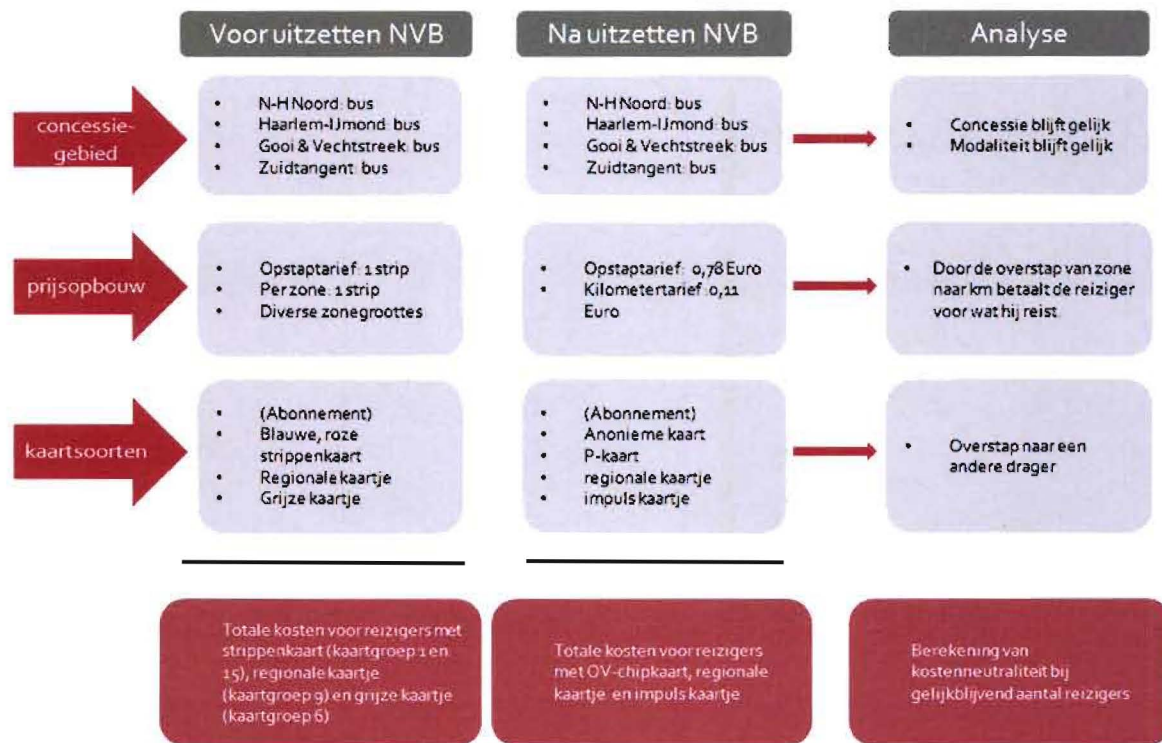 Voor uitzetten NVB
Na uitzetten NVB
Analyse
concessie-
gebied
• N-H Noord: bus
• Haarlem-IJmond: bus
• Gooi & Vechtstreek: bus
• Zuidtangent: bus
• N-H Noord: bus
• Haarlem-IJmond: bus
• Gooi & Vechtstreek: bus
• Zuidtangent: bus
• Concessie blijft gelijk
• Modaliteit blijft gelijk
prijsopbouw
• Opstaptarief: 1 strip
• Per zone: 1 strip
• Diverse zonegroottes
• Opstaptarief: 0,78 Euro
• Kilometertarief: 0,11
Euro
• Door de overstap van zone
naar km betaalt de reiziger
voor wat hij reist.
kaartsoorten
• (Abonnement)
• Blauwe, roze
strippenkaart
• Regionale kaartje
• Grijze kaartje
• (Abonnement)
• Anonieme kaart
• P-kaart
• regionale kaartje
• impuls kaartje
• Overstap naar een
andere drager
Totale kosten voor reizigers met
strippenkaart (kaartgroep 1 en
15), regionale kaartje
(kaartgroep 9) en grijze kaartje
(kaartgroep 6)
Totale kosten voor reizigers
met OV-chipkaart, regionale
kaartje en impuls kaartje
Berekening van
kostenneutraliteit bij
gelijkblijvend aantal reizigers